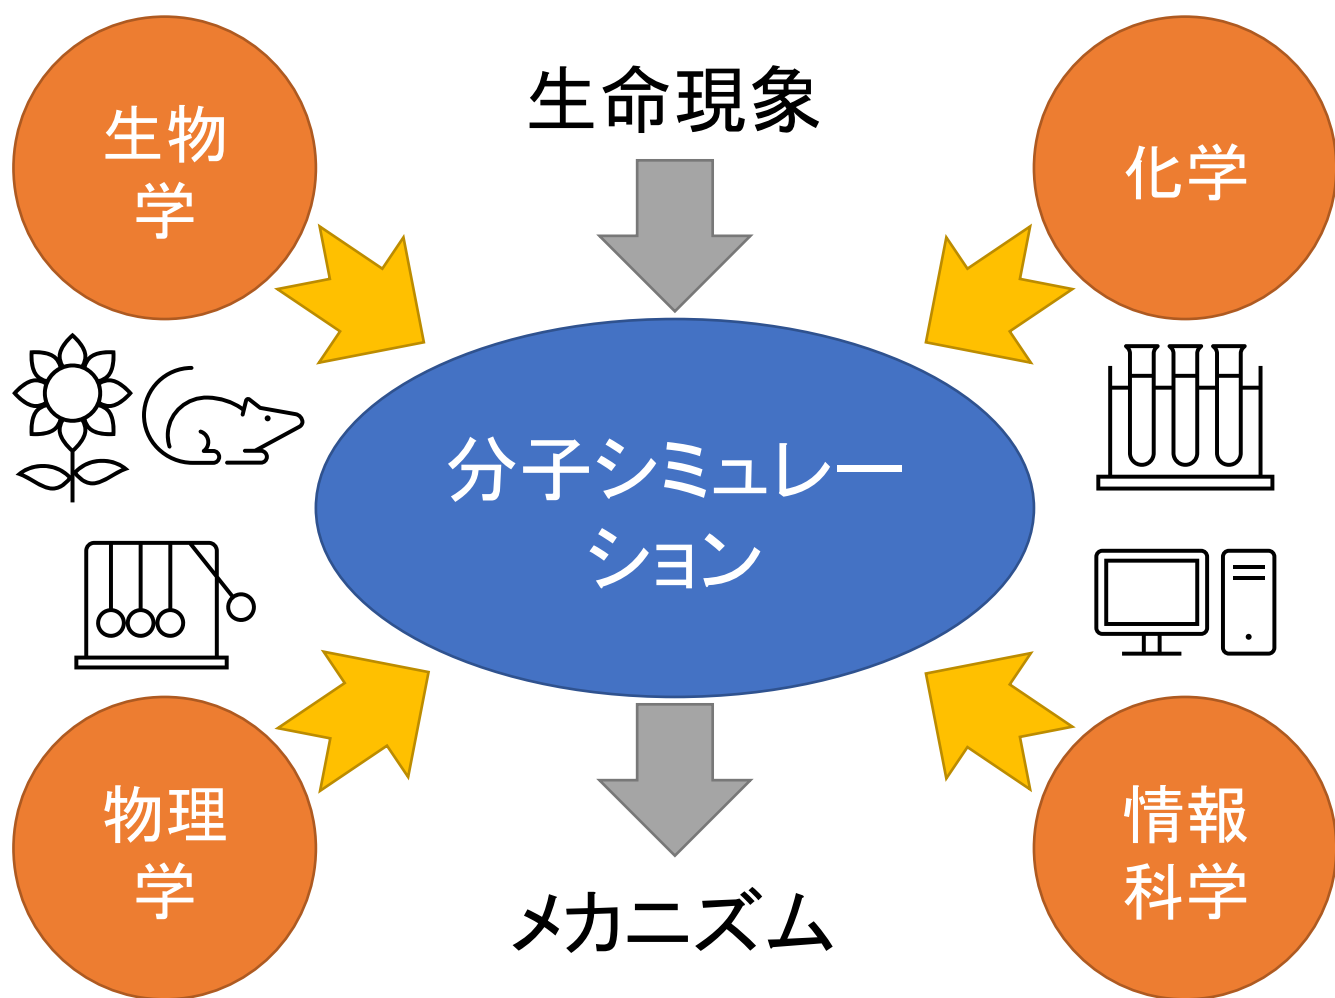 生物
学
生命現象
化学
分子シミュレー
ション
物理
学
メカニズム
情報
科学